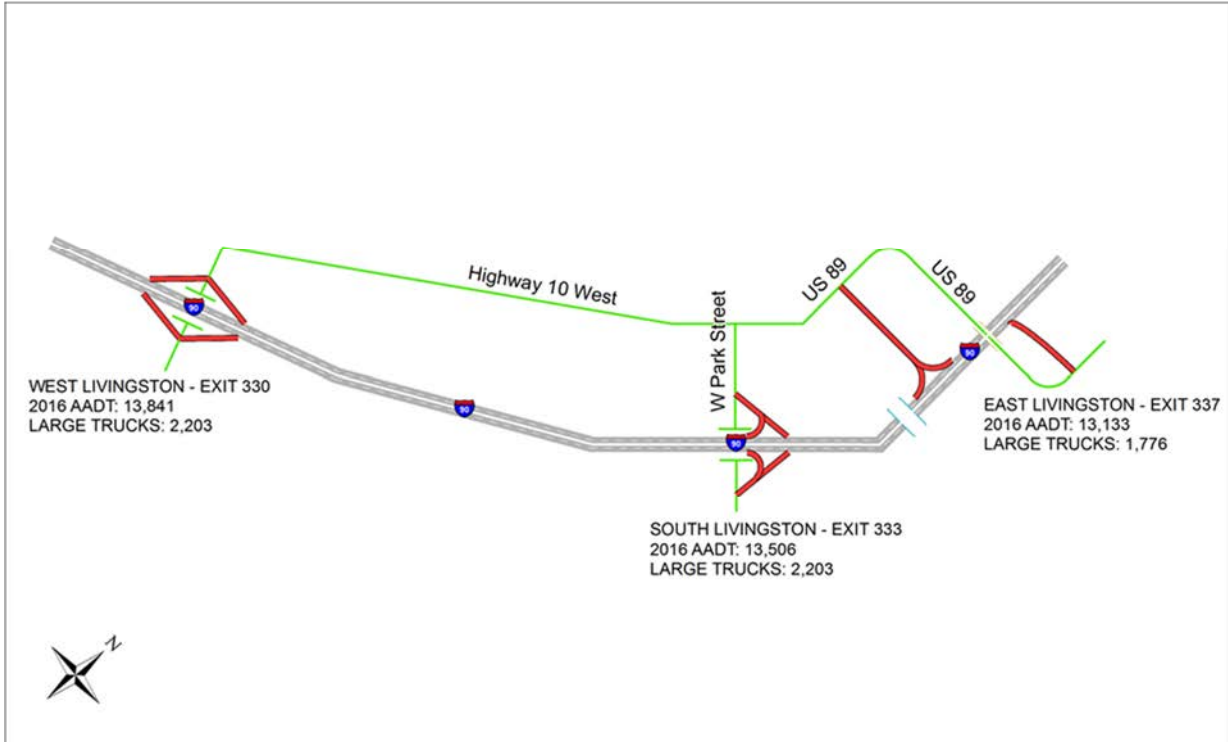 Highway 10 West
US 89
US 89
W Park Street
90
90
90
90
WEST LIVINGSTON - EXIT 330
2016 AADT: 13,841
LARGE TRUCKS: 2,203
EAST LIVINGSTON - EXIT 337
2016 AADT: 13,133
LARGE TRUCKS: 1,776
SOUTH LIVINGSTON - EXIT 333
2016 AADT: 13,506
LARGE TRUCKS: 2,203
N